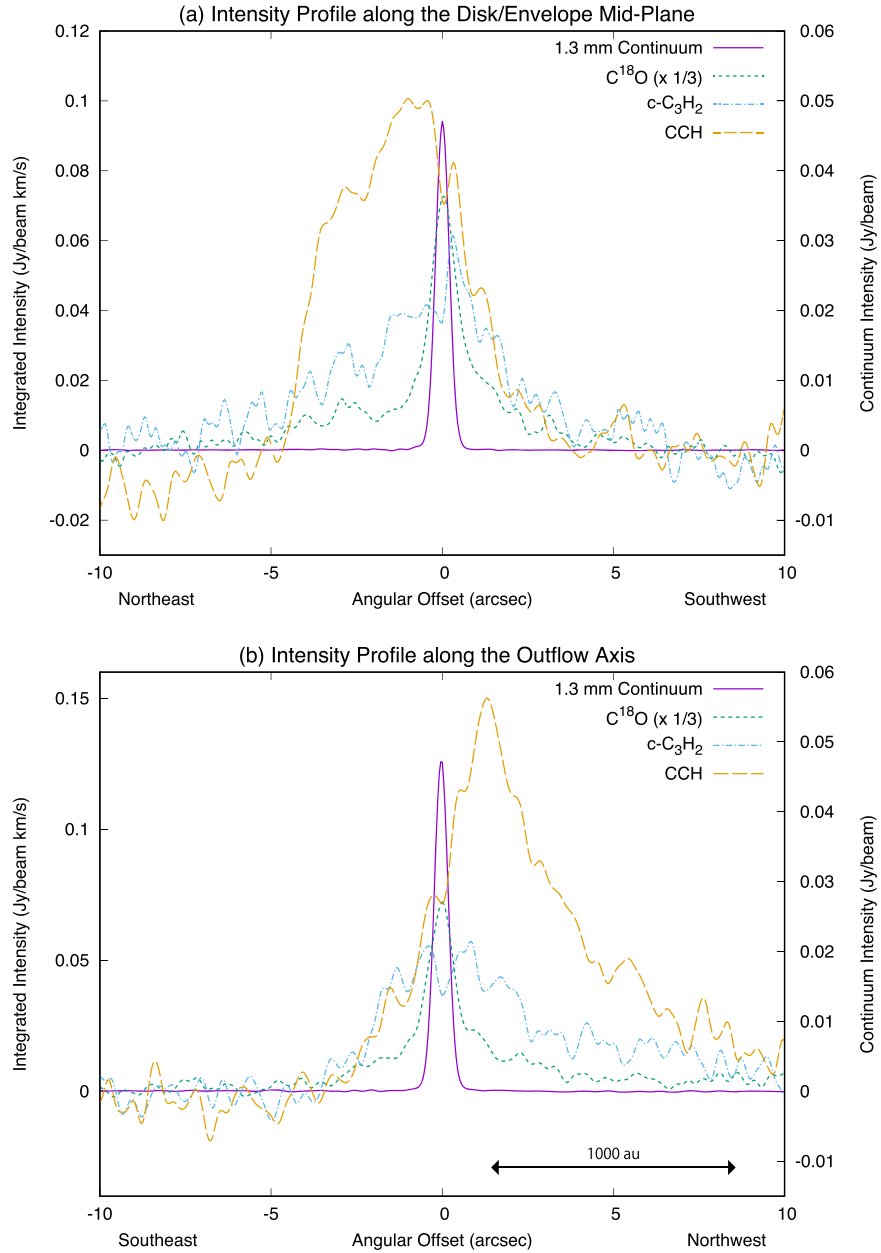 (a) Intensity Profile along the Disk/Envelope Mid-Plane
0.12
0.1
0.08
0.06
0.04
0.02
0
-0.02
Integrated Intensity (Jy/beam km/s)
0.06
0.05
0.04
0.03
0.02
0.01
0
-0.01
Continuum Intensity (Jy/beam)
1.3 mm Continuum
C¹⁸O (x 1/3)
c-C₃H₂
CCH
-10 -5 0 5 10
Northeast Angular Offset (arcsec) Southwest
(b) Intensity Profile along the Outflow Axis
0.15
0.1
0.05
0
Integrated Intensity (Jy/beam km/s)
0.06
0.05
0.04
0.03
0.02
0.01
0
-0.01
Continuum Intensity (Jy/beam)
1.3 mm Continuum
C¹⁸O (x 1/3)
c-C₃H₂
CCH
1000 au
-10 -5 0 5 10
Southeast Angular Offset (arcsec) Northwest